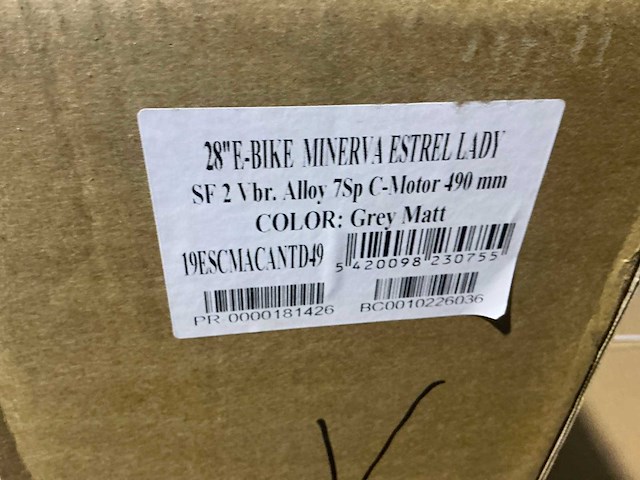 28"E-BIKE MINERVA ESTREL LADY
SF 2 Vbr. Alloy 7Sp C-Motor 490 mm
COLOR: Grey Matt
19ESCMACANTD49 5 420098 230755
PR-0000181426 BC0010226036